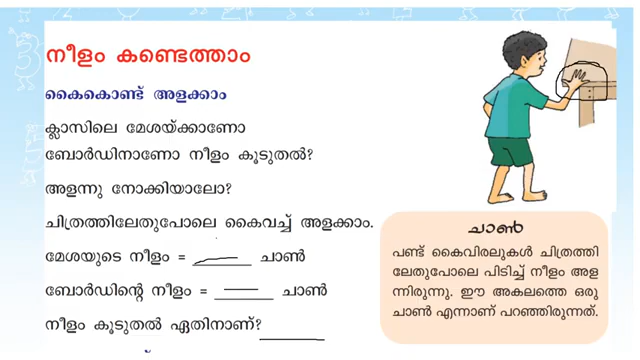 നീളം കണ്ടെത്താം
കൈകൊണ്ട് അളക്കാം
ക്ലാസിലെ മേശയ്ക്കാണോ
ബോർഡിനാണോ നീളം കൂടുതൽ?
അളന്നു നോക്കിയാലോ?
ചിത്രത്തിലേതുപോലെ കൈവച്ച് അളക്കാം.
മേശയുടെ നീളം = ______ ചാൺ
ബോർഡിന്റെ നീളം = ______ ചാൺ
നീളം കൂടുതൽ ഏതിനാണ്? ______
ചാൺ
പണ്ട് കൈവിരലുകൾ ചിത്രത്തി
ലേതുപോലെ പിടിച്ച് നീളം അള
ന്നിരുന്നു. ഈ അകലത്തെ ഒരു
ചാൺ എന്നാണ് പറഞ്ഞിരുന്നത്.